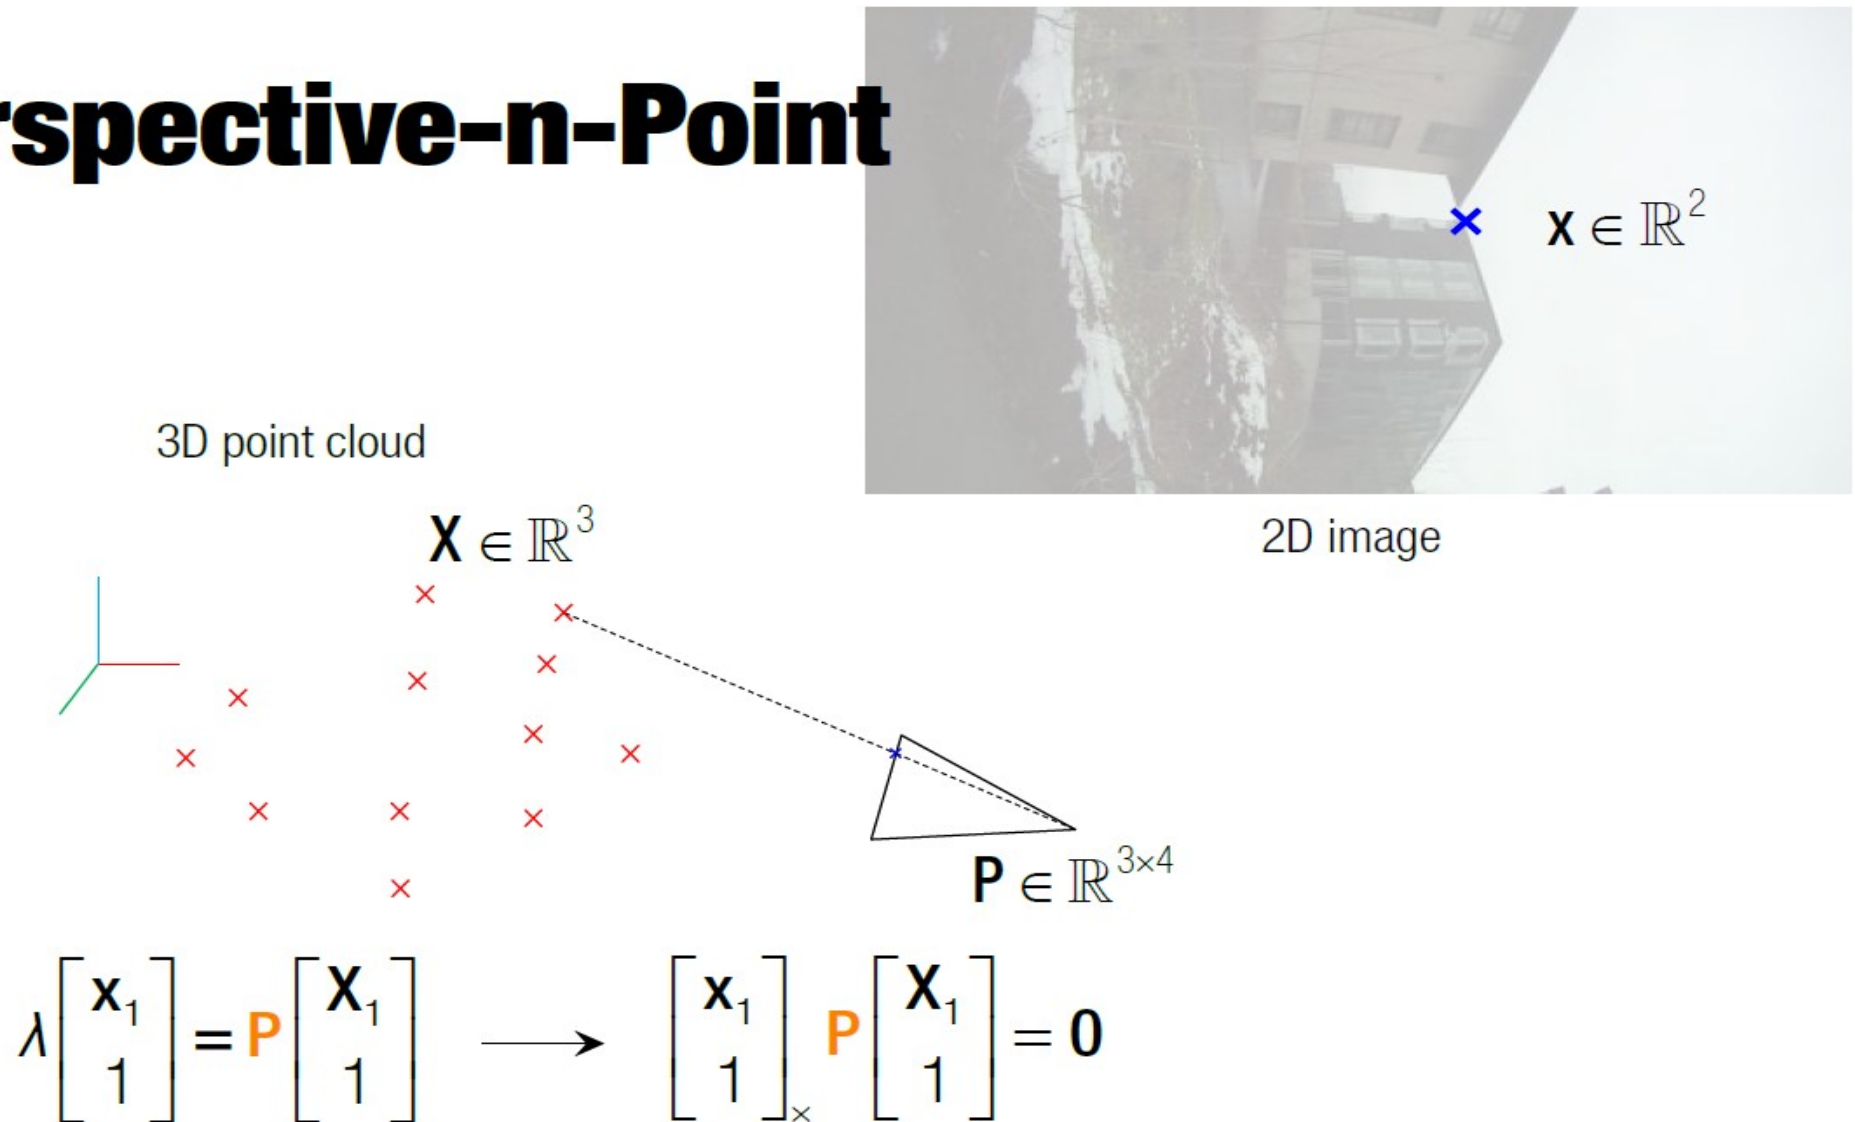 rspective-n-Point
x ∈ ℝ²
3D point cloud
X ∈ ℝ³
2D image
P ∈ ℝ³ˣ⁴
λ [x₁ 1] = P [X₁ 1] → [x₁ 1]ₓ P [X₁ 1] = 0